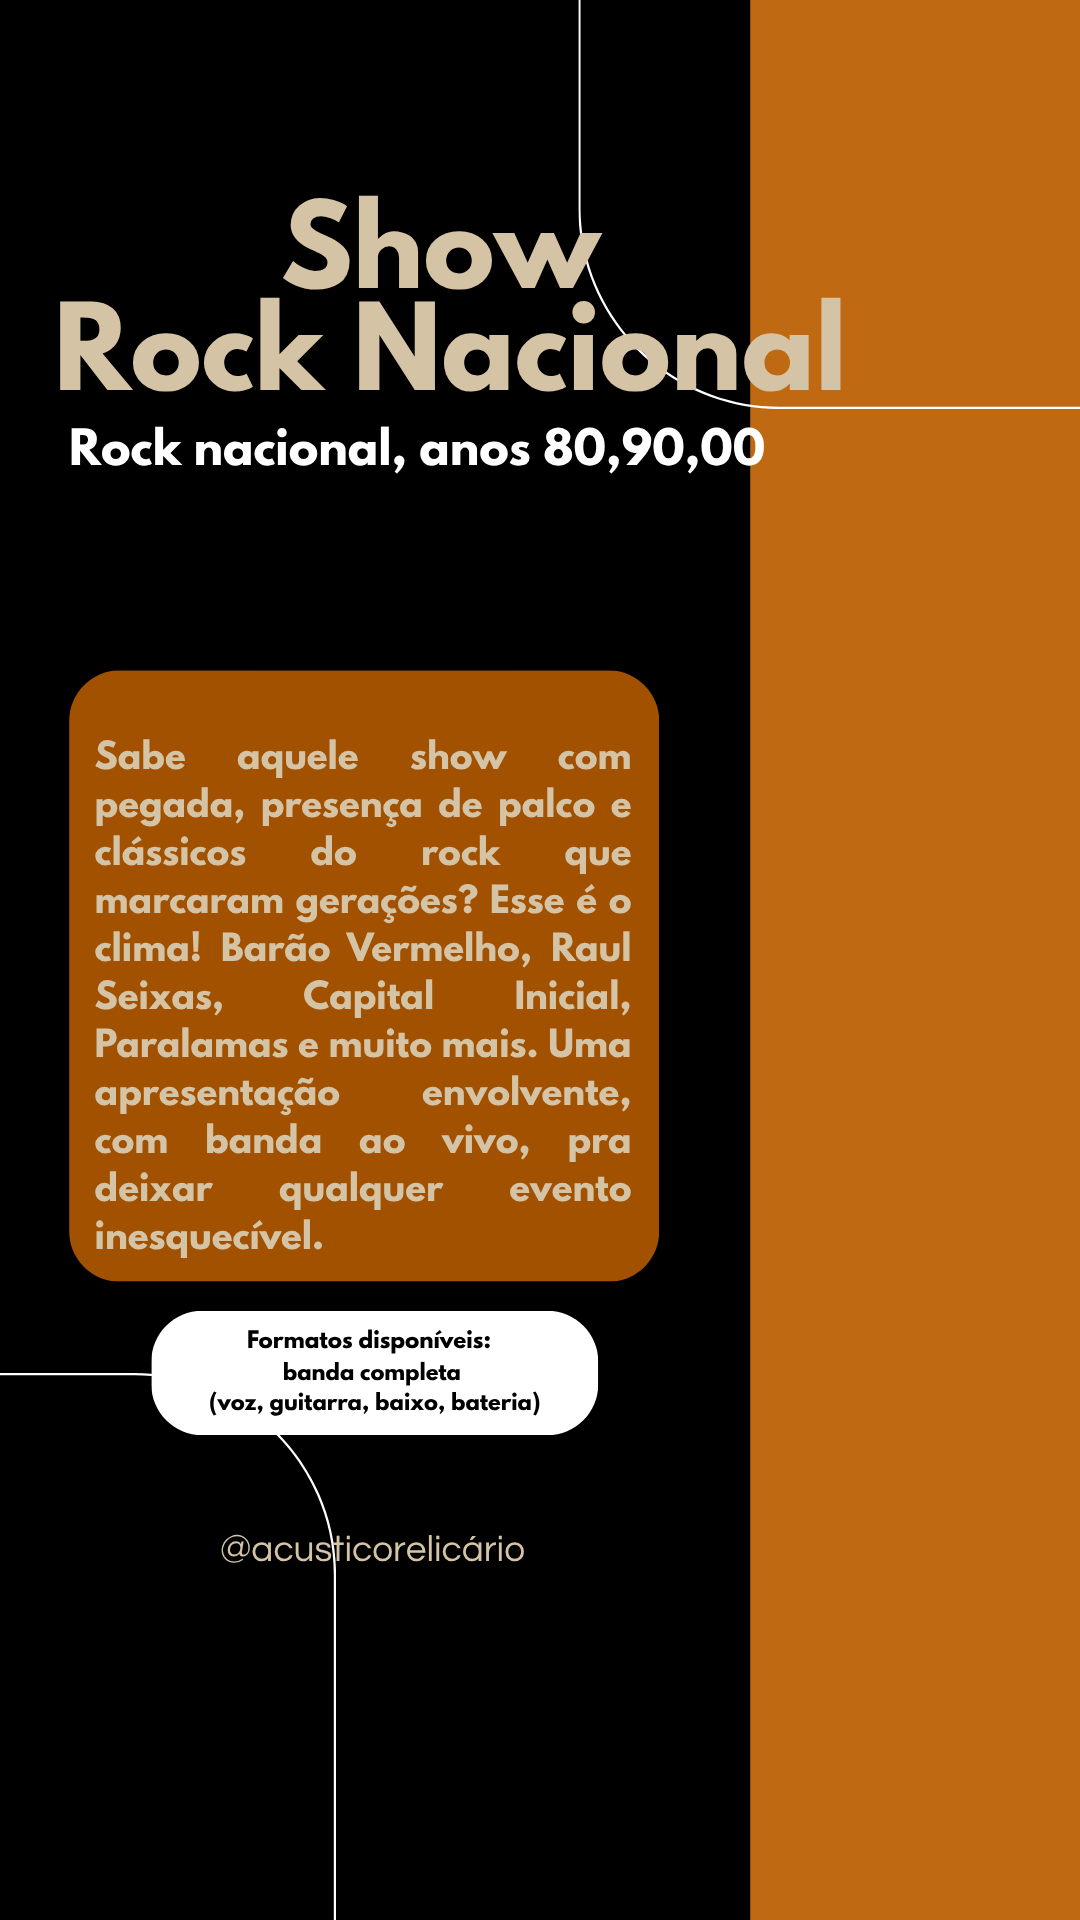 Show
Rock Nacional
Rock nacional, anos 80,90,00
Sabe aquele show com
pegada, presença de palco e
clássicos do rock que
marcaram gerações? Esse é o
clima! Barão Vermelho, Raul
Seixas, Capital Inicial,
Paralamas e muito mais. Uma
apresentação envolvente,
com banda ao vivo, pra
deixar qualquer evento
inesquecível.
Formatos disponíveis:
banda completa
(voz, guitarra, baixo, bateria)
@acusticorelicário